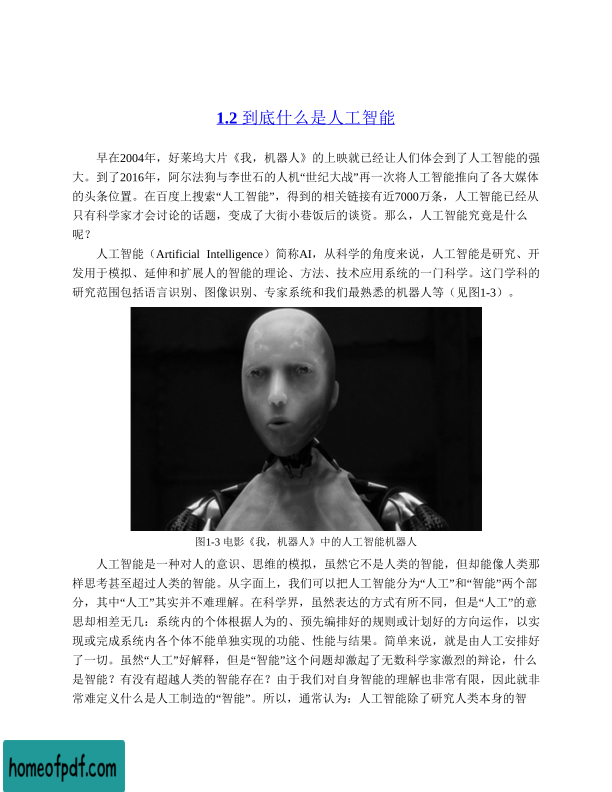 1.2 到底什么是人工智能
早在2004年，好莱坞大片《我，机器人》的上映就已经让人们体会到了人工智能的强
大。到了2016年，阿尔法狗与李世石的人机“世纪大战”再一次将人工智能推向了各大媒体
的头条位置。在百度上搜索“人工智能”，得到的相关链接有近7000万条，人工智能已经从
只有科学家才会讨论的话题，变成了大街小巷饭后的谈资。那么，人工智能究竟是什么
呢？
人工智能（Artificial Intelligence）简称AI，从科学的角度来说，人工智能是研究、开
发用于模拟、延伸和扩展人的智能的理论、方法、技术应用系统的一门科学。这门学科的
研究范围包括语言识别、图像识别、专家系统和我们最熟悉的机器人等（见图1-3）。
图1-3 电影《我，机器人》中的人工智能机器人
人工智能是一种对人的意识、思维的模拟，虽然它不是人类的智能，但却能像人类那
样思考甚至超过人类的智能。从字面上，我们可以把人工智能分为“人工”和“智能”两个部
分，其中“人工”其实并不难理解。在科学界，虽然表达的方式有所不同，但是“人工”的意
思却相差无几：系统内的个体根据人为的、预先编排好的规则或计划好的方向运作，以实
现或完成系统内各个体不能单独实现的功能、性能与结果。简单来说，就是由人工安排好
了一切。虽然“人工”好解释，但是“智能”这个问题却激起了无数科学家激烈的辩论，什么
是智能？有没有超越人类的智能存在？由于我们对自身智能的理解也非常有限，因此就非
常难定义什么是人工制造的“智能”。所以，通常认为：人工智能除了研究人类本身的智
homeofpdf.com